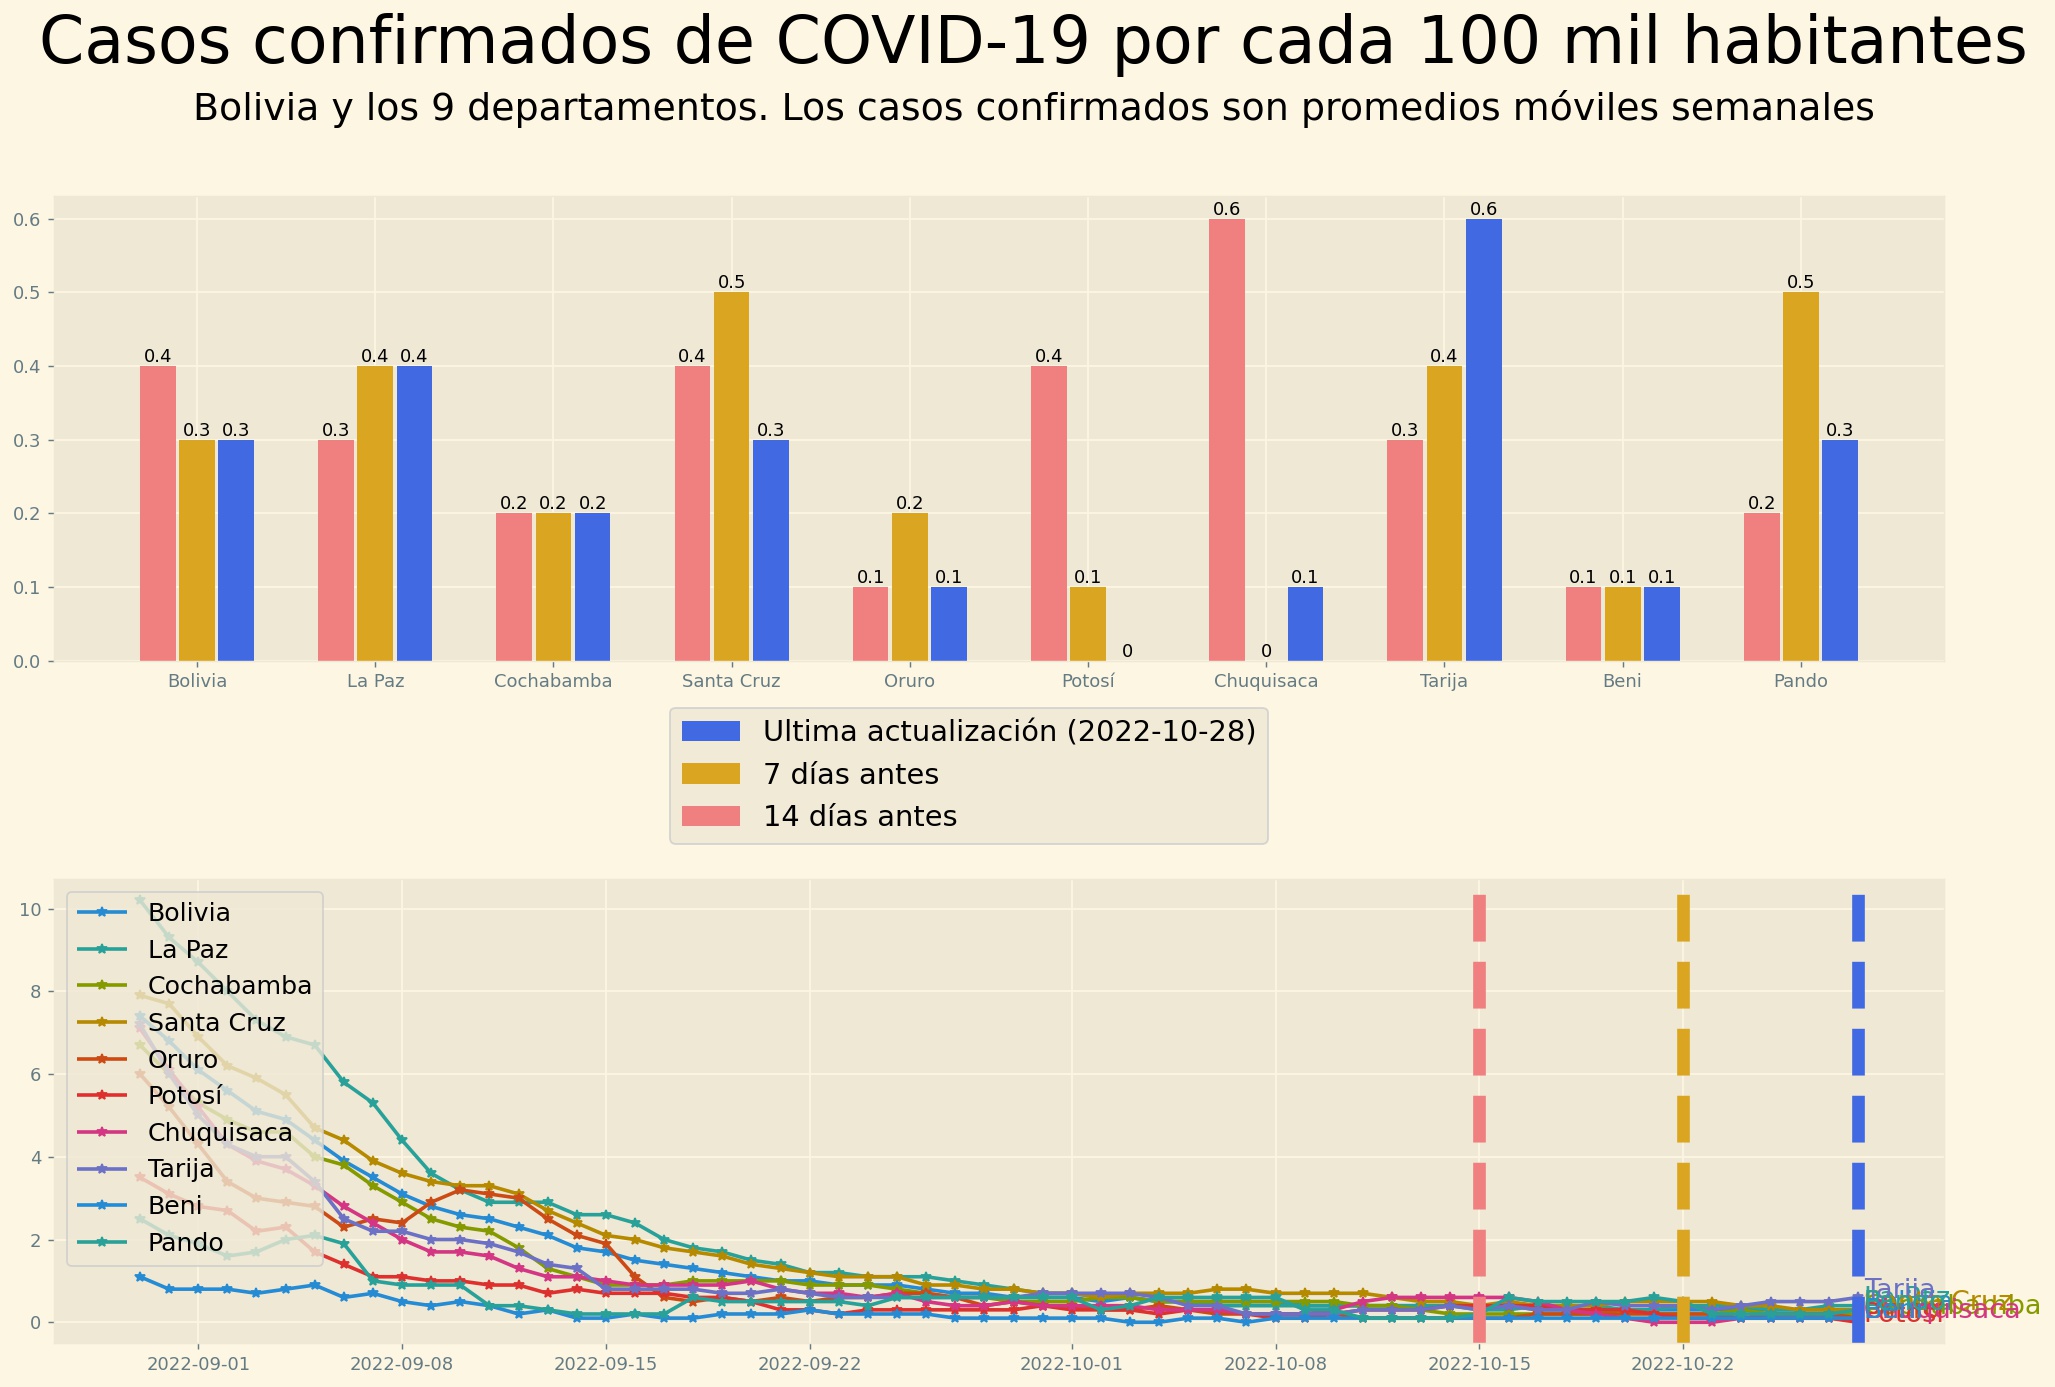 Casos confirmados de COVID-19 por cada 100 mil habitantes
Bolivia y los 9 departamentos. Los casos confirmados son promedios móviles semanales
0.6
0.5
0.4
0.3
0.2
0.1
0.0
0.4 0.3 0.3
0.3 0.4 0.4
0.2 0.2 0.2
0.4 0.5 0.3
0.1 0.2 0.1
0.4 0.1 0
0.6 0 0.1
0.3 0.4 0.6
0.1 0.1 0.1
0.2 0.5 0.3
Bolivia La Paz Cochabamba Santa Cruz Oruro Potosí Chuquisaca Tarija Beni Pando
Ultima actualización (2022-10-28)
7 días antes
14 días antes
10
8
6
4
2
0
Bolivia
La Paz
Cochabamba
Santa Cruz
Oruro
Potosí
Chuquisaca
Tarija
Beni
Pando
Tarija
2022-09-01 2022-09-08 2022-09-15 2022-09-22 2022-10-01 2022-10-08 2022-10-15 2022-10-22